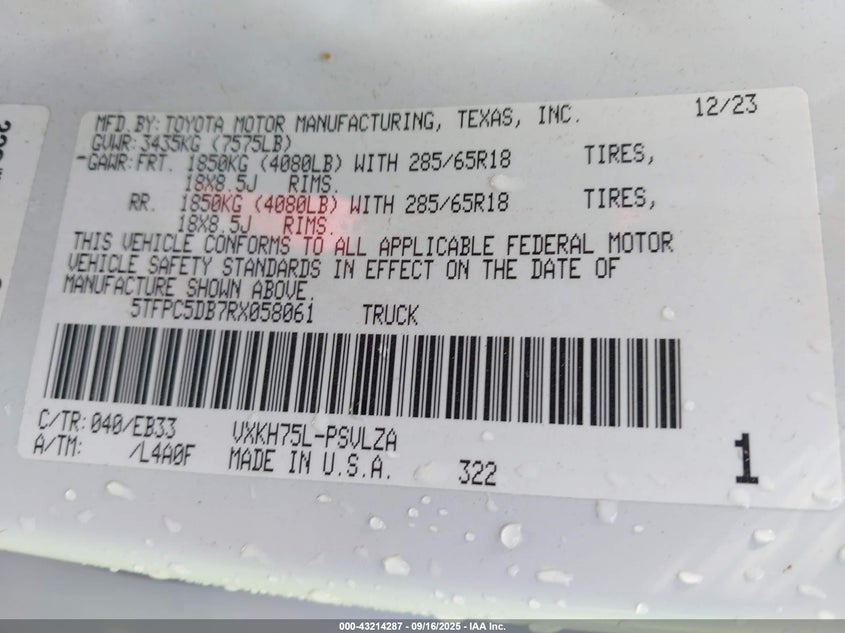 MFD.BY:TOYOTA MOTOR MANUFACTURING, TEXAS, INC. 12/23
GVWR:3435KG (7575LB)
GAWR:FRT. 1850KG (4080LB) WITH 285/65R18 TIRES,
18X8.5J RIMS.
RR. 1850KG (4080LB) WITH 285/65R18 TIRES,
18X8.5J RIMS.
THIS VEHICLE CONFORMS TO ALL APPLICABLE FEDERAL MOTOR
VEHICLE SAFETY STANDARDS IN EFFECT ON THE DATE OF
MANUFACTURE SHOWN ABOVE.
5TFPC5DB7RX058061 TRUCK
C/TR:040/EB33 VXKH75L-PSVLZA
A/TM: /L4A0F MADE IN U.S.A. 322 1
000-43214287 - 09/16/2025 - IAA Inc.